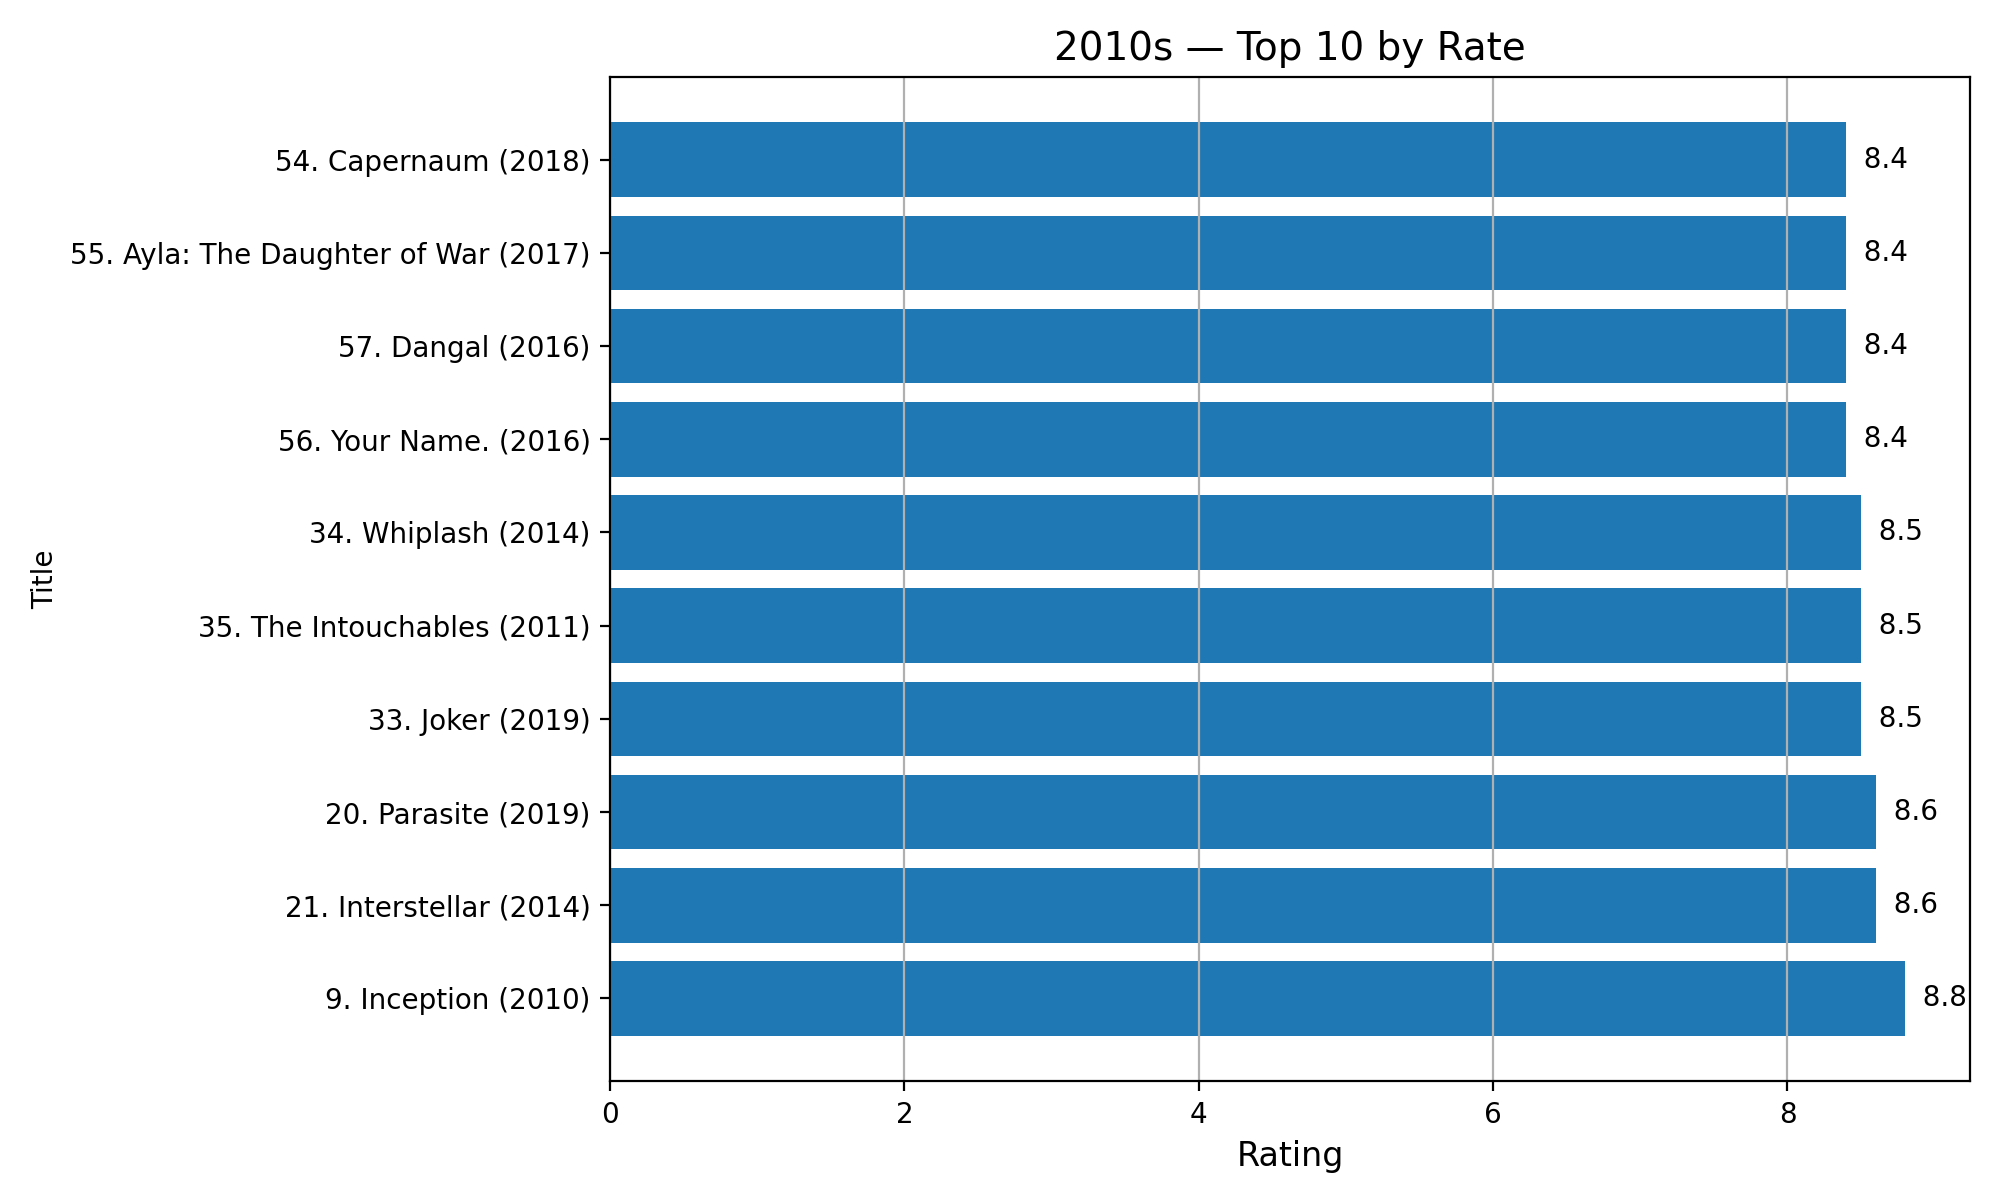 2010s — Top 10 by Rate
54. Capernaum (2018)
8.4
55. Ayla: The Daughter of War (2017)
8.4
57. Dangal (2016)
8.4
56. Your Name. (2016)
8.4
34. Whiplash (2014)
8.5
35. The Intouchables (2011)
8.5
33. Joker (2019)
8.5
20. Parasite (2019)
8.6
21. Interstellar (2014)
8.6
9. Inception (2010)
8.8
Title
0 2 4 6 8
Rating